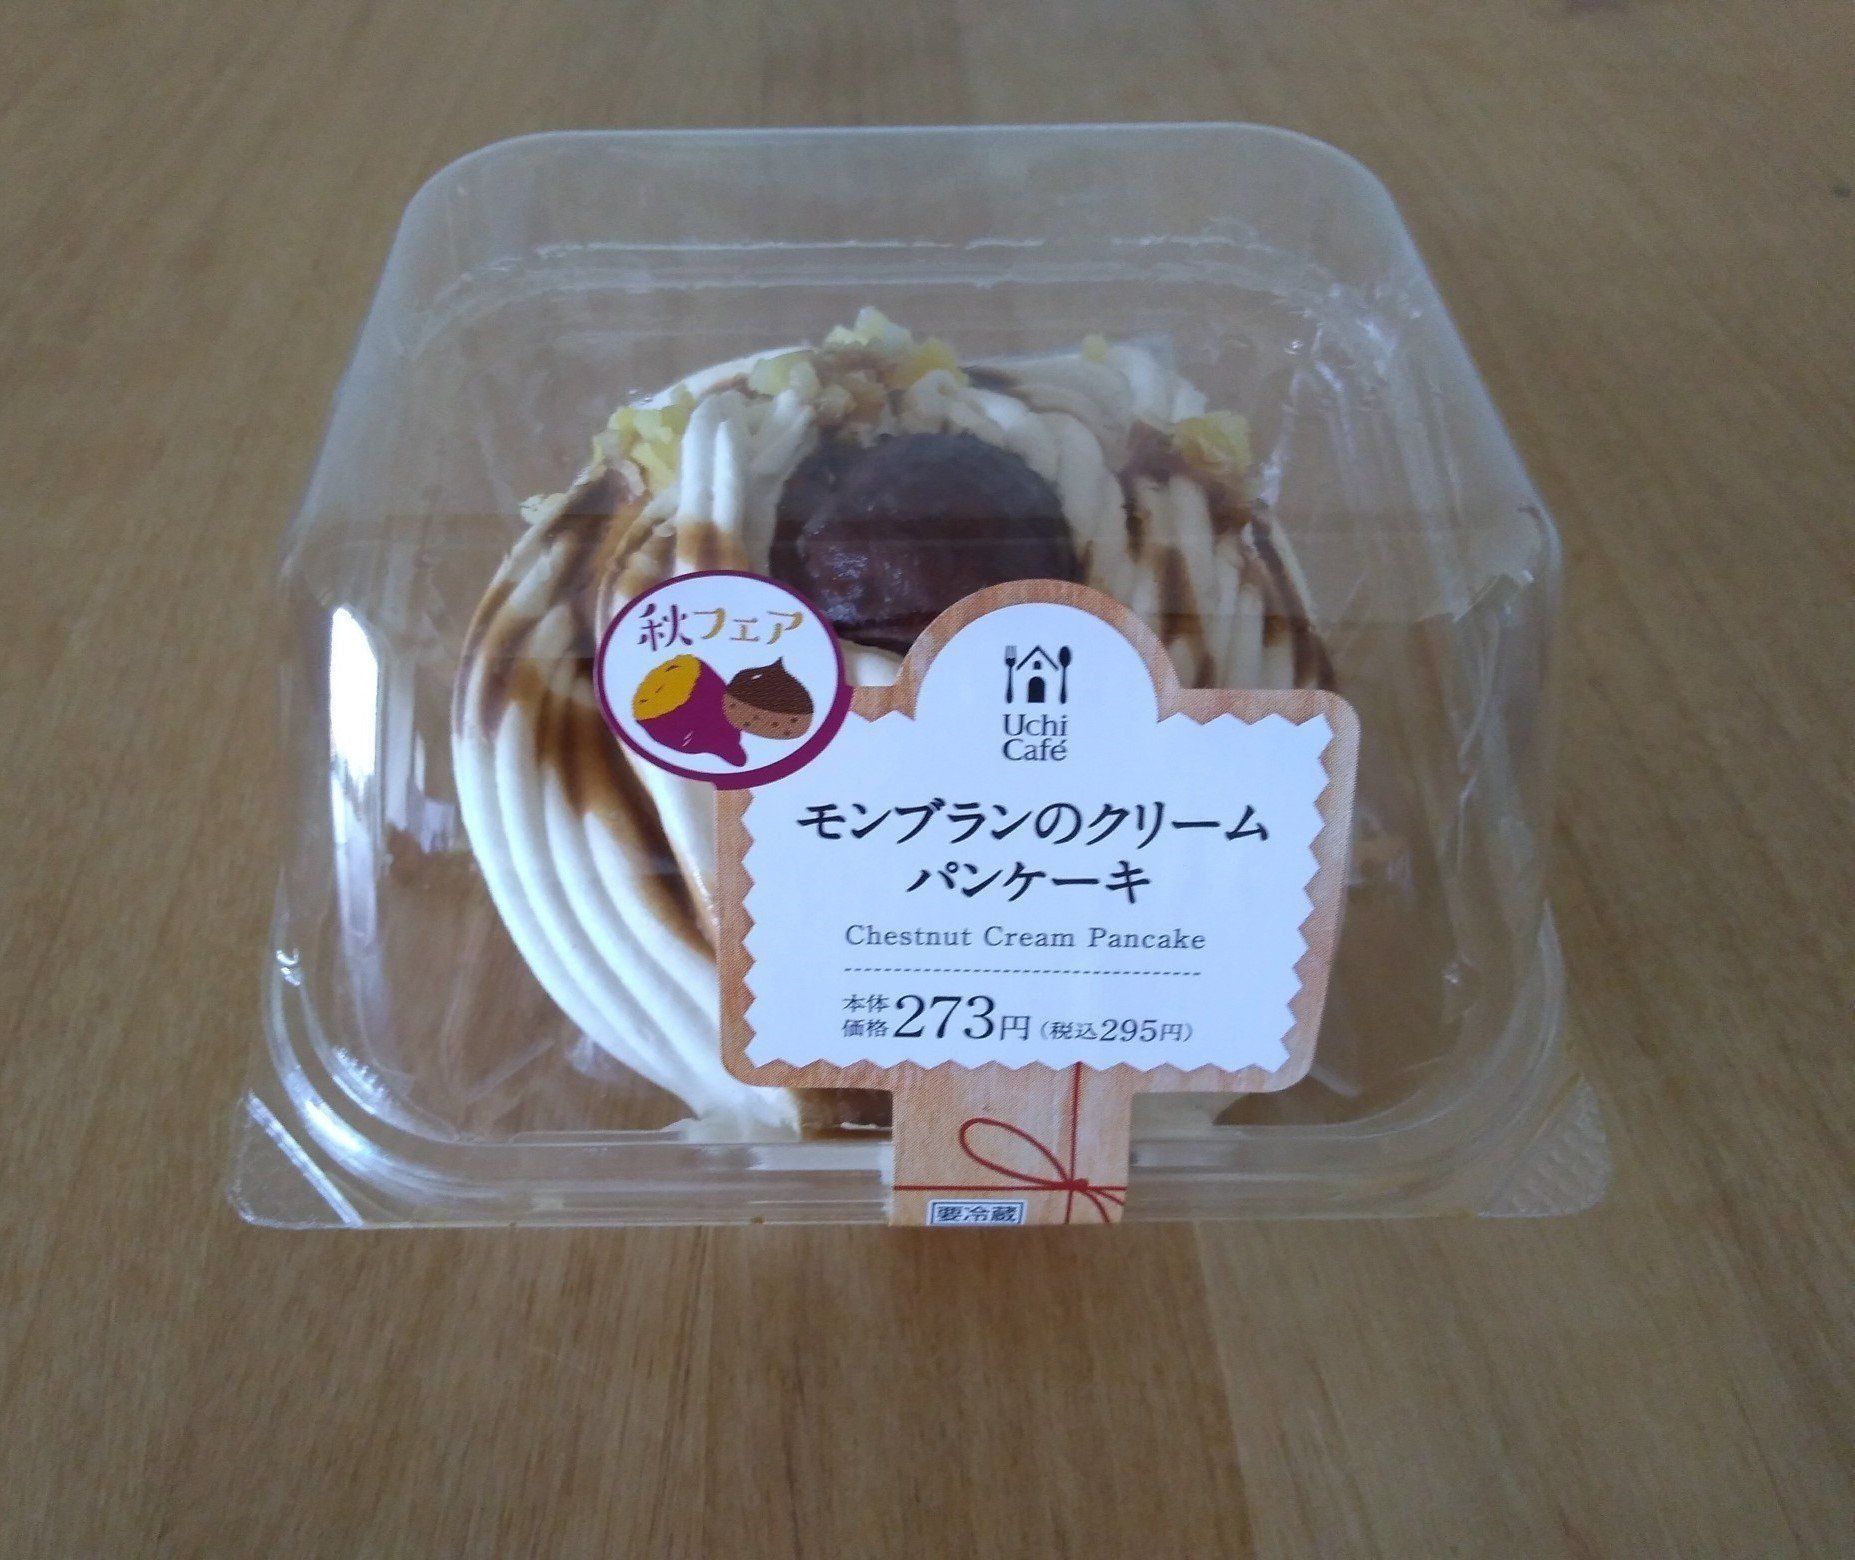 秋フェア
Uchi
Café
モンブランのクリーム
パンケーキ
Chestnut Cream Pancake
本体価格273円(税込295円)
要冷蔵